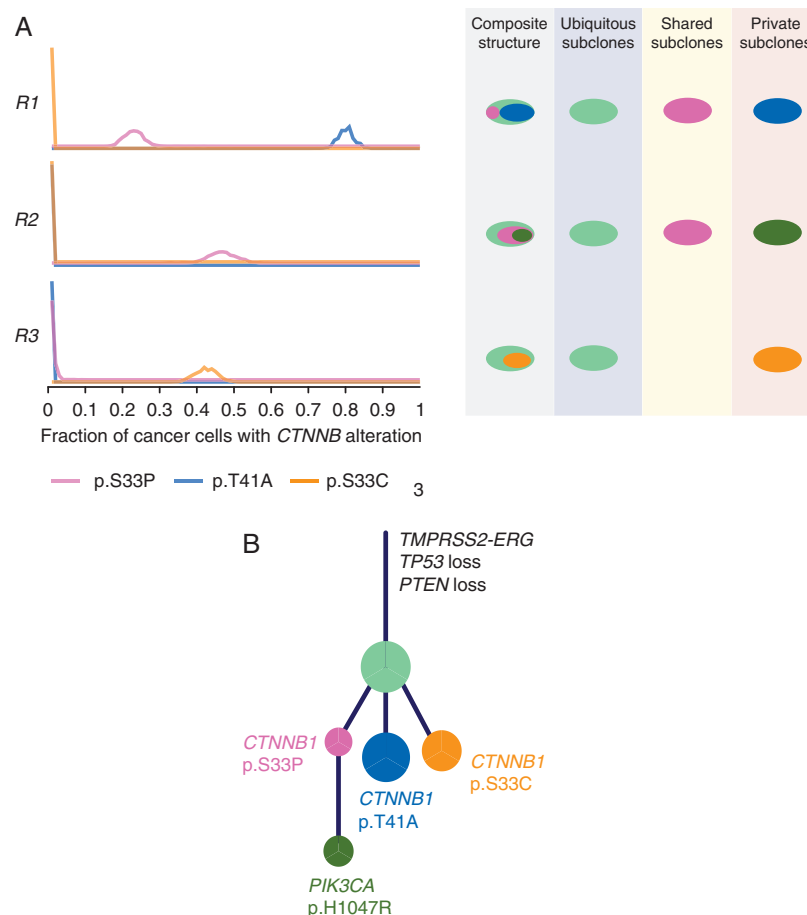 A
R1
R2
R3
0 0.1 0.2 0.3 0.4 0.5 0.6 0.7 0.8 0.9 1
Fraction of cancer cells with CTNNB alteration
p.S33P p.T41A p.S33C 3
Composite
structure
Ubiquitous
subclones
Shared
subclones
Private
subclones
B
TMPRSS2-ERG
TP53 loss
PTEN loss
CTNNB1
p.S33P
CTNNB1
p.T41A
CTNNB1
p.S33C
PIK3CA
p.H1047R